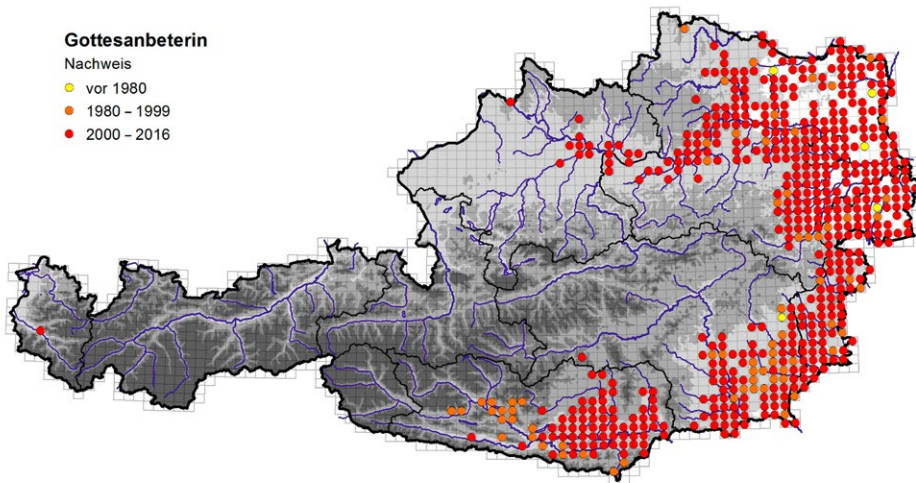 Gottesanbeterin
Nachweis
vor 1980
1980 – 1999
2000 – 2016